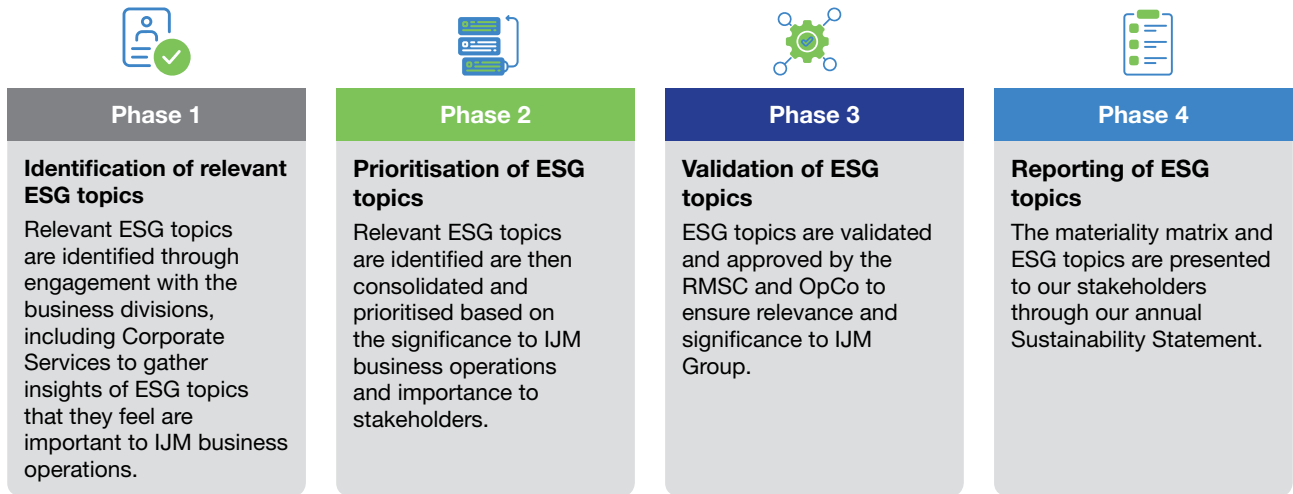 Phase 1
Identification of relevant
ESG topics
Relevant ESG topics
are identified through
engagement with the
business divisions,
including Corporate
Services to gather
insights of ESG topics
that they feel are
important to IJM business
operations.
Phase 2
Prioritisation of ESG
topics
Relevant ESG topics
are identified are then
consolidated and
prioritised based on
the significance to IJM
business operations
and importance to
stakeholders.
Phase 3
Validation of ESG
topics
ESG topics are validated
and approved by the
RMSC and OpCo to
ensure relevance and
significance to IJM
Group.
Phase 4
Reporting of ESG
topics
The materiality matrix and
ESG topics are presented
to our stakeholders
through our annual
Sustainability Statement.